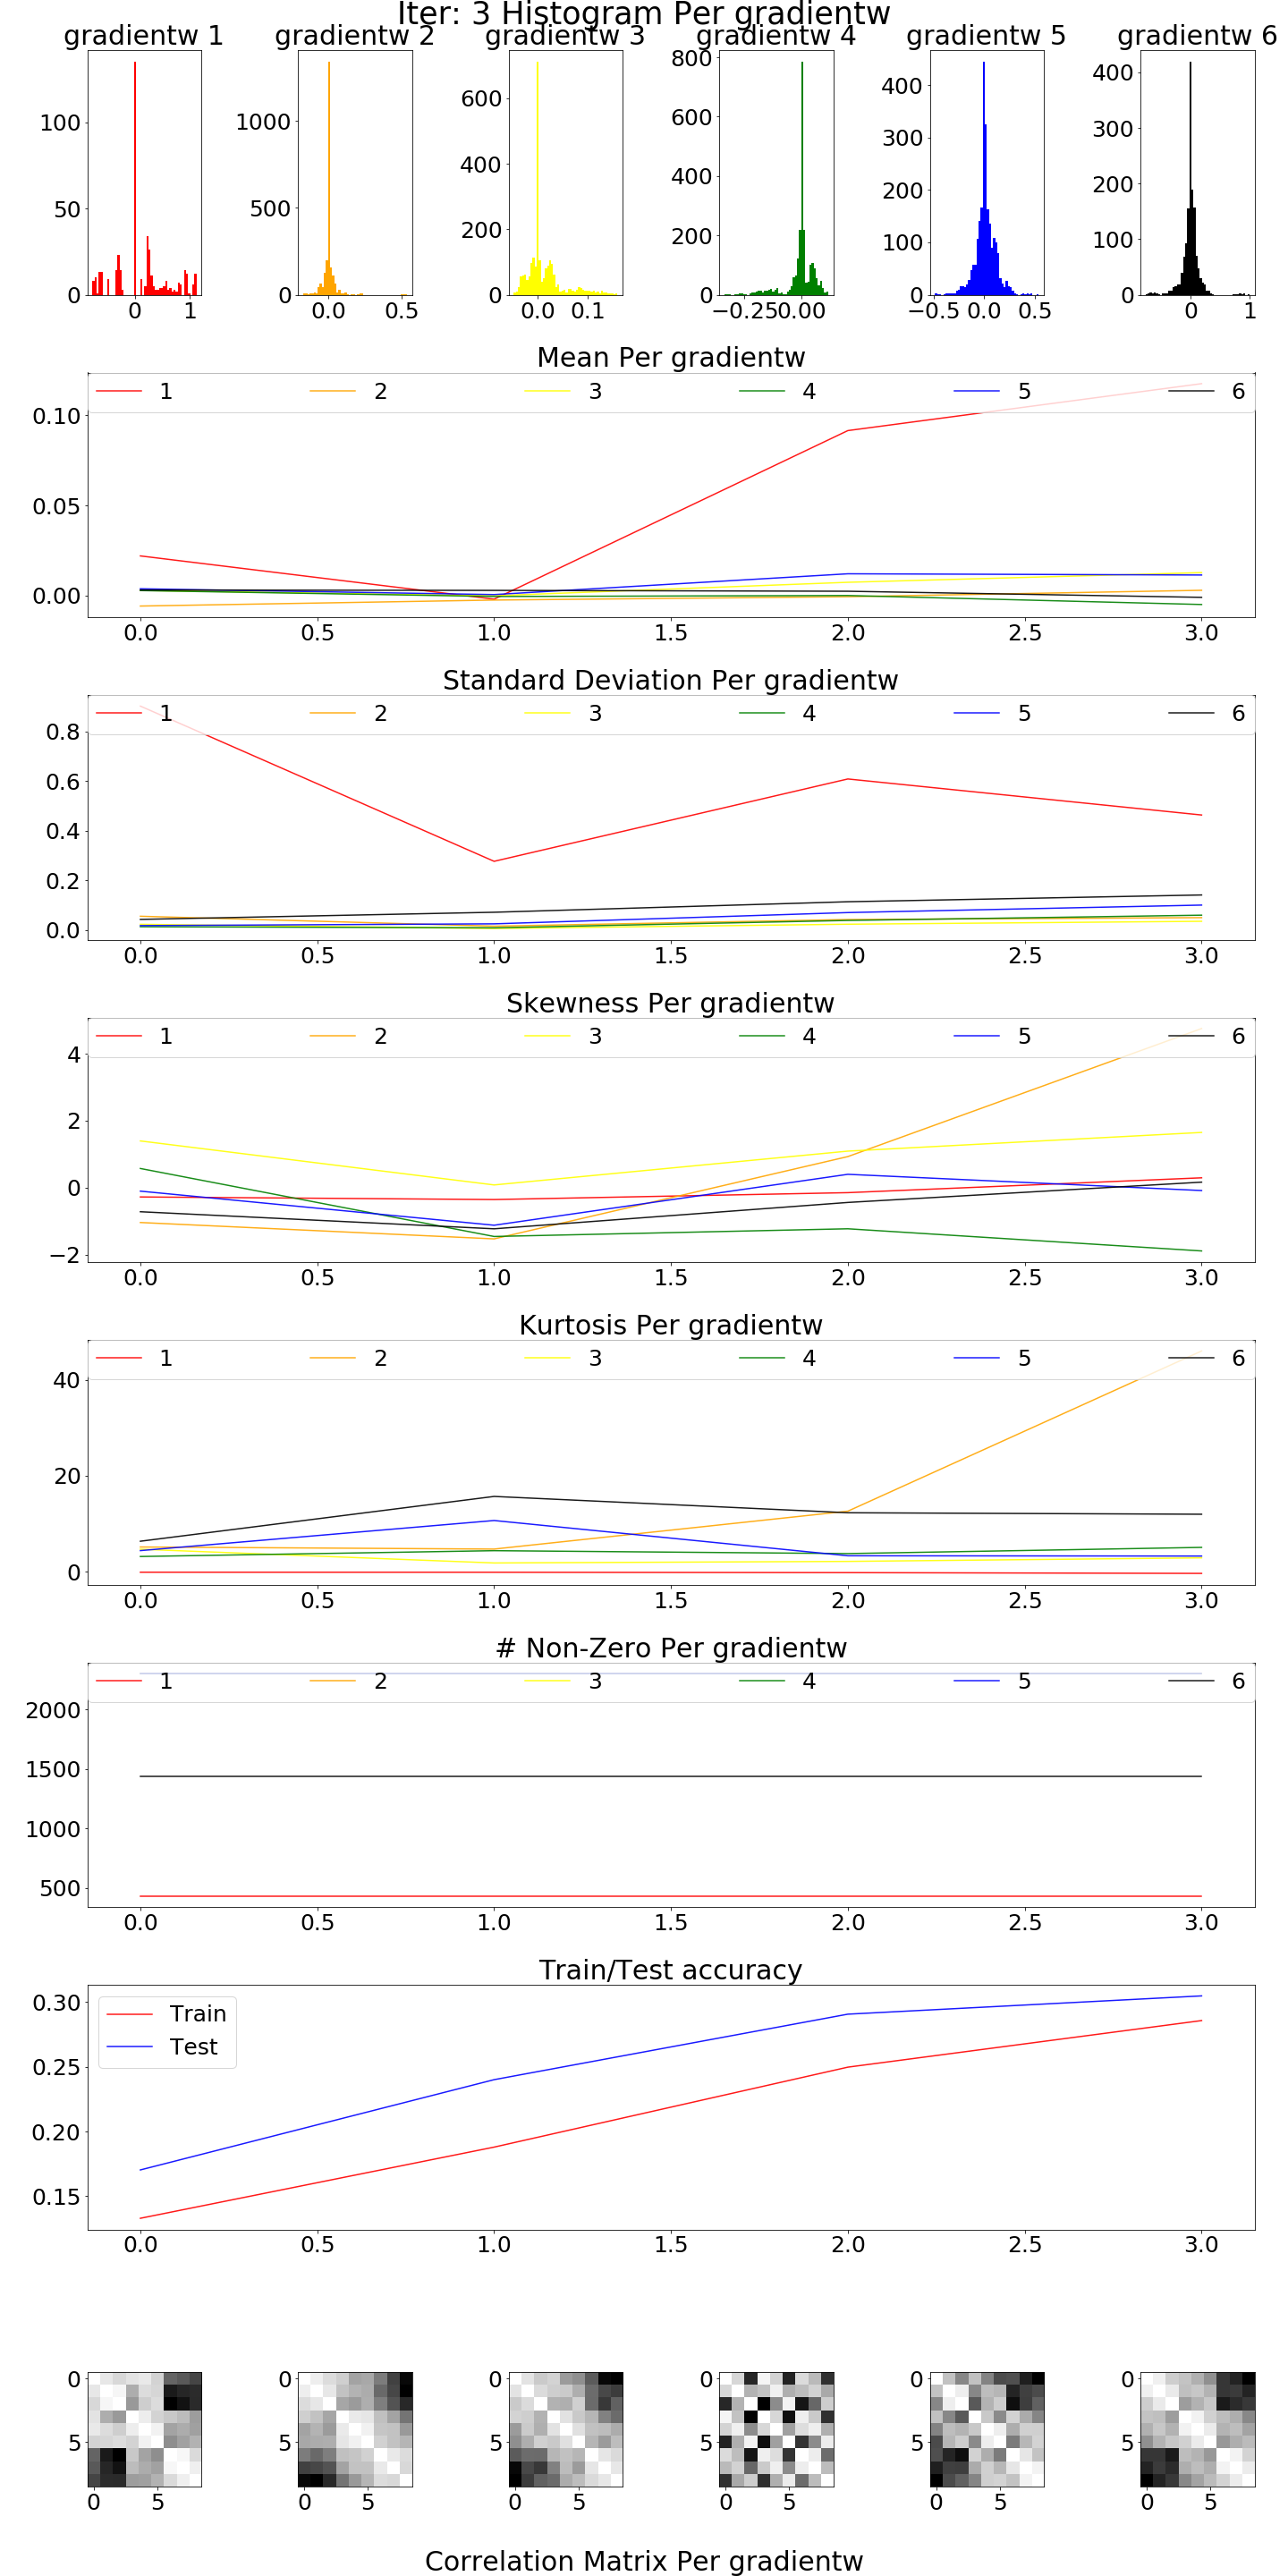 Iter: 3 Histogram Per gradientw
gradientw 1 gradientw 2 gradientw 3 gradientw 4 gradientw 5 gradientw 6
100
50
0
0 1
1000
500
0
0.0 0.5
600
400
200
0
0.0 0.1
800
600
400
200
0
−0.25 0.00
400
300
200
100
0
−0.5 0.0 0.5
400
300
200
100
0
0 1
Mean Per gradientw
1 2 3 4 5 6
0.10
0.05
0.00
0.0 0.5 1.0 1.5 2.0 2.5 3.0
Standard Deviation Per gradientw
1 2 3 4 5 6
0.8
0.6
0.4
0.2
0.0
0.0 0.5 1.0 1.5 2.0 2.5 3.0
Skewness Per gradientw
1 2 3 4 5 6
4
2
0
−2
0.0 0.5 1.0 1.5 2.0 2.5 3.0
Kurtosis Per gradientw
1 2 3 4 5 6
40
20
0
0.0 0.5 1.0 1.5 2.0 2.5 3.0
# Non-Zero Per gradientw
1 2 3 4 5 6
2000
1500
1000
500
0.0 0.5 1.0 1.5 2.0 2.5 3.0
Train/Test accuracy
Train
Test
0.30
0.25
0.20
0.15
0.0 0.5 1.0 1.5 2.0 2.5 3.0
0 0 0 0 0 0
5 5 5 5 5 5
0 5 0 5 0 5 0 5 0 5 0 5
Correlation Matrix Per gradientw